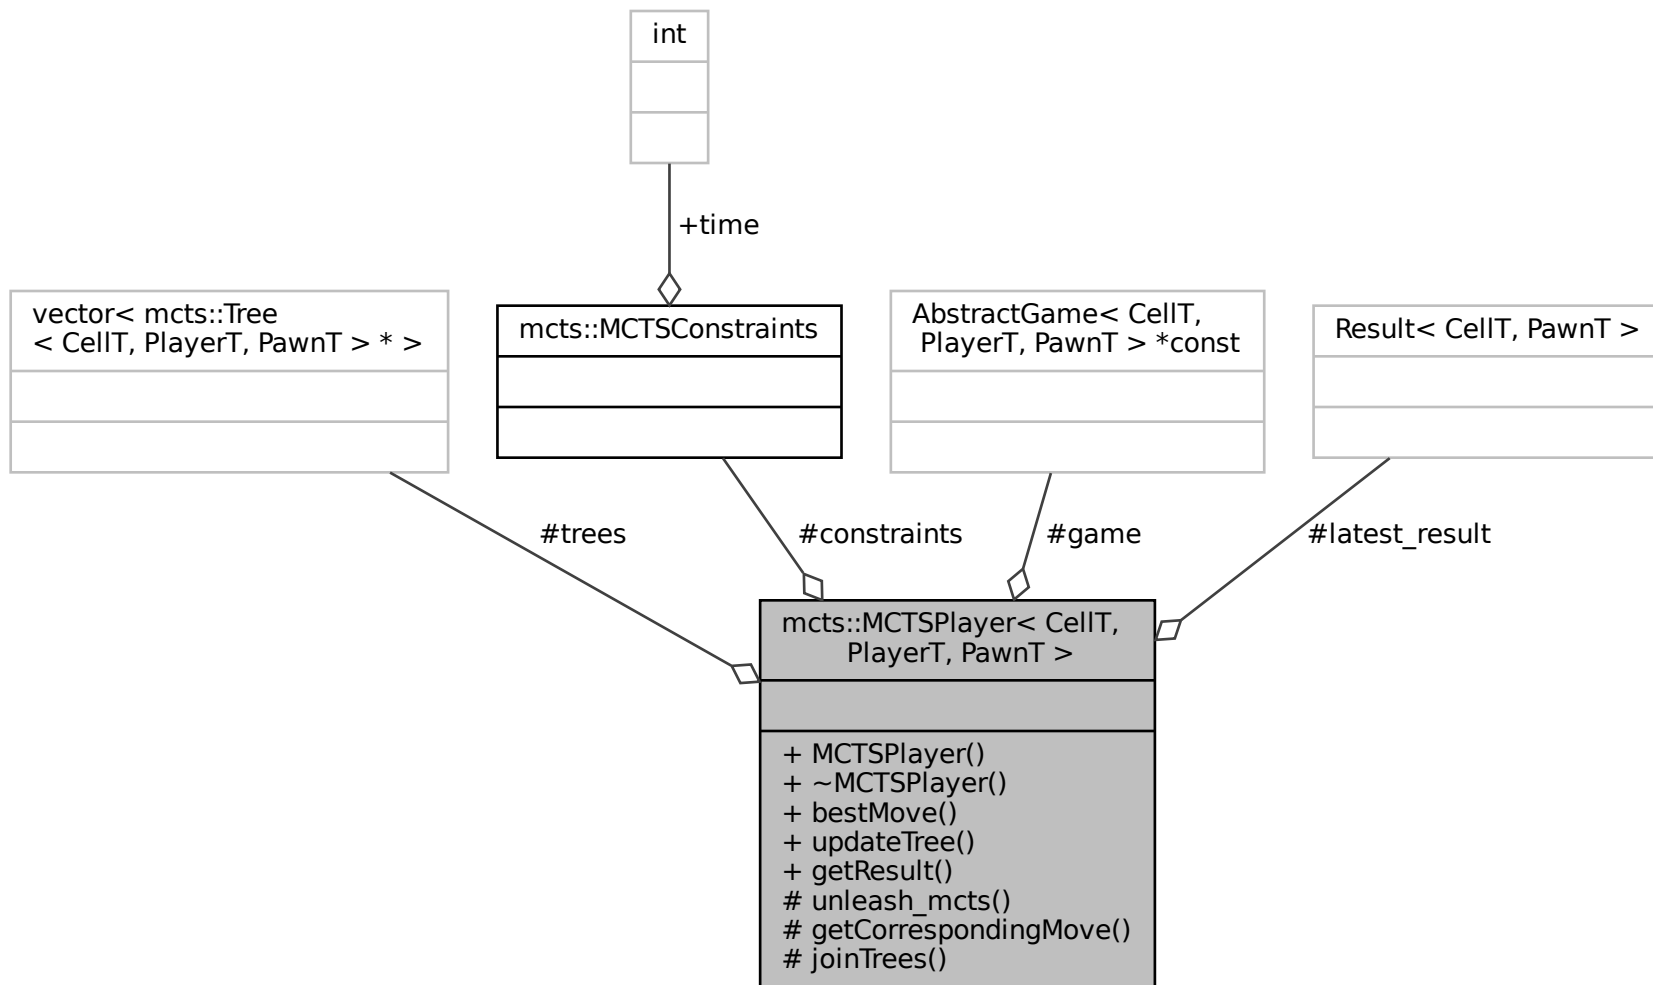 int
+time
vector< mcts::Tree
< CellT, PlayerT, PawnT > * >
mcts::MCTSConstraints
AbstractGame< CellT,
PlayerT, PawnT > *const
Result< CellT, PawnT >
#trees
#constraints
#game
#latest_result
mcts::MCTSPlayer< CellT,
PlayerT, PawnT >
+ MCTSPlayer()
+ ~MCTSPlayer()
+ bestMove()
+ updateTree()
+ getResult()
# unleash_mcts()
# getCorrespondingMove()
# joinTrees()